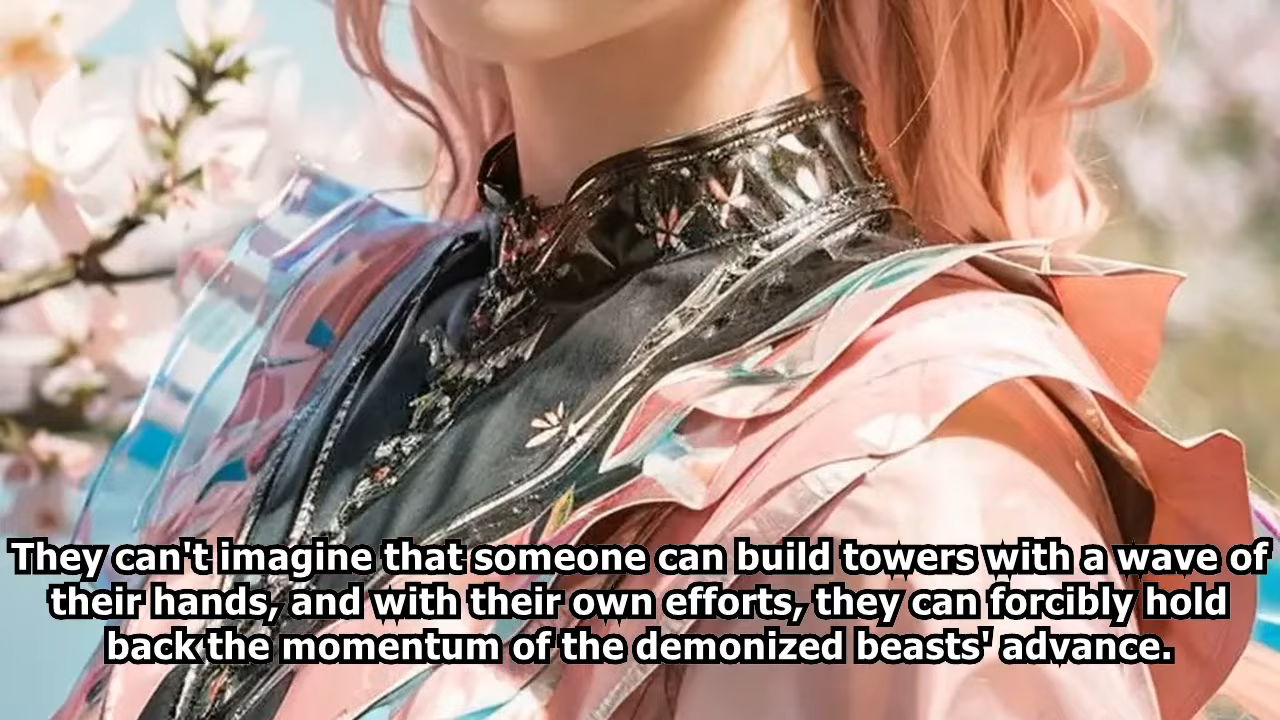 They can't imagine that someone can build towers with a wave of
their hands, and with their own efforts, they can forcibly hold
back the momentum of the demonized beasts' advance.